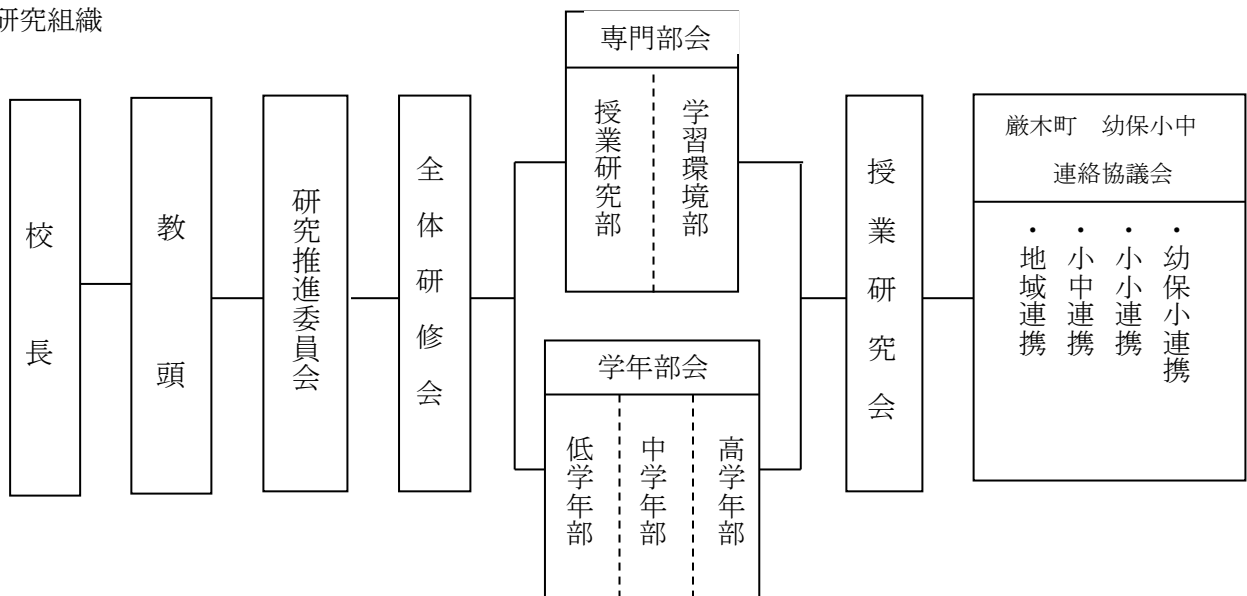 研究組織
校長
教頭
研究推進委員会
全体研修会
専門部会
授業研究部
学習環境部
学年部会
低学年部
中学年部
高学年部
授業研究会
厳木町　幼保小中
連絡協議会
・幼保小連携
・小小連携
・小中連携
・地域連携